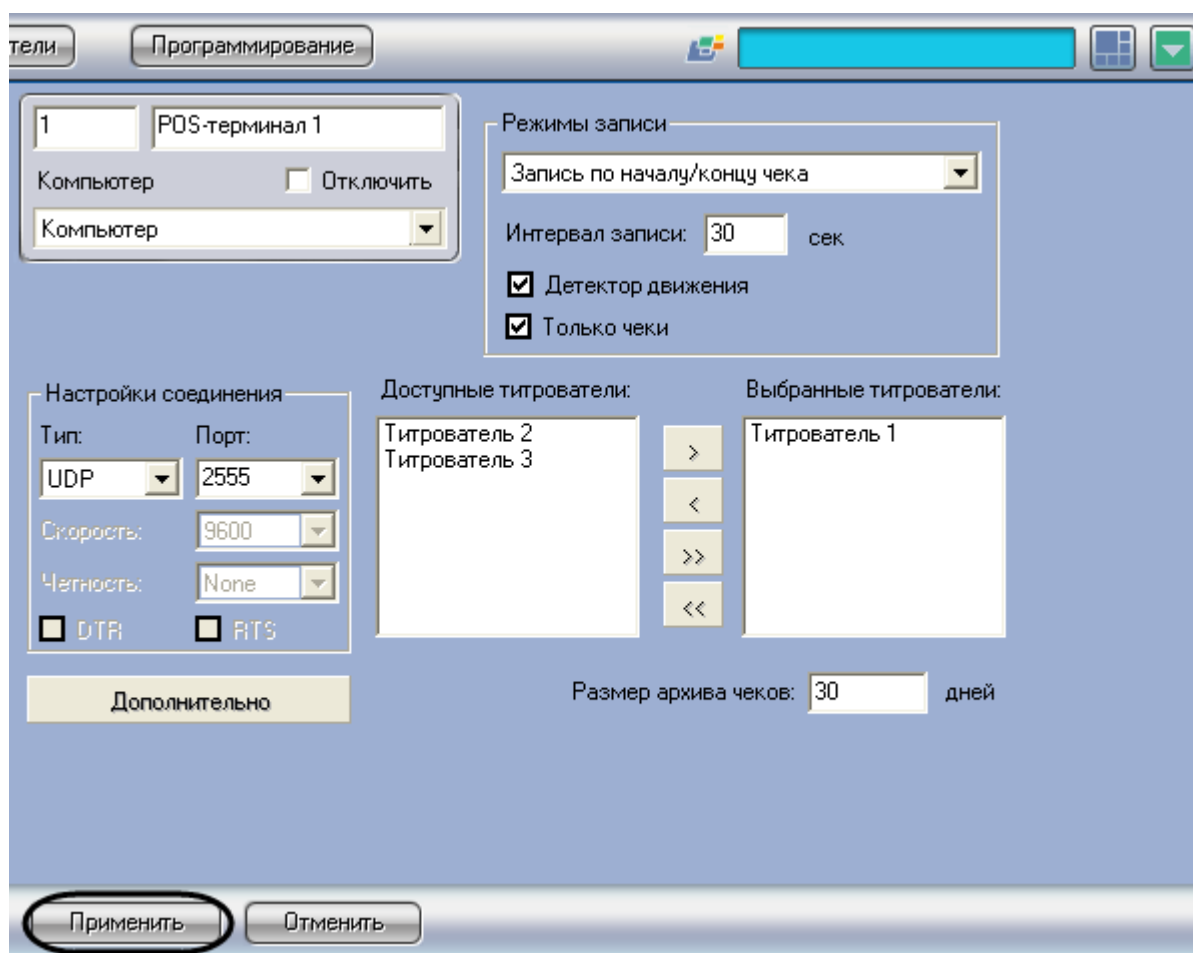 тели
Программирование
1
POS-терминал 1
Компьютер
Отключить
Компьютер
Режимы записи
Запись по началу/концу чека
Интервал записи: 30 сек
Детектор движения
Только чеки
Настройки соединения
Тип: Порт:
UDP 2555
Скорость: 9600
Четность: None
DTR RTS
Дополнительно
Доступные титрователи:
Титрователь 2
Титрователь 3
>
<
>>
<<
Выбранные титрователи:
Титрователь 1
Размер архива чеков: 30 дней
Применить
Отменить